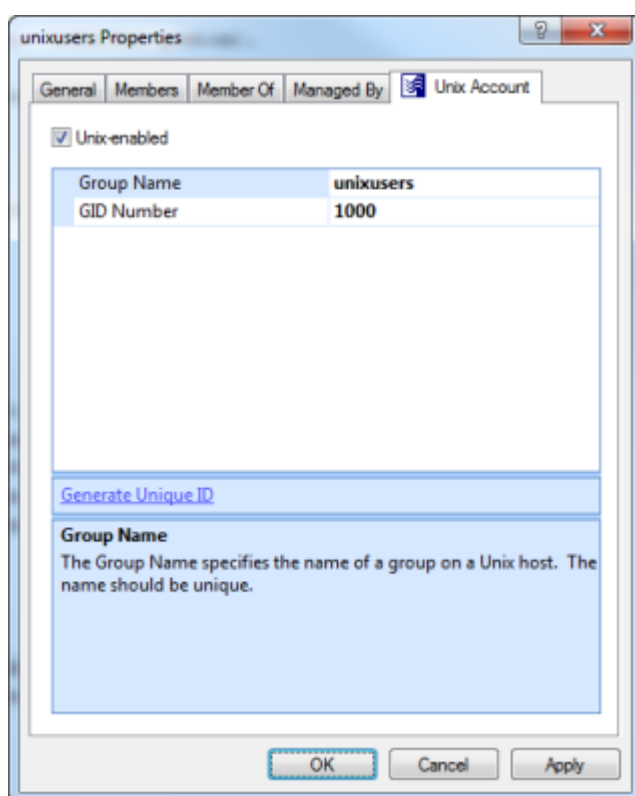 unixusers Properties
General Members Member Of Managed By Unix Account
Unix-enabled
Group Name unixusers
GID Number 1000
Generate Unique ID
Group Name
The Group Name specifies the name of a group on a Unix host. The
name should be unique.
OK Cancel Apply